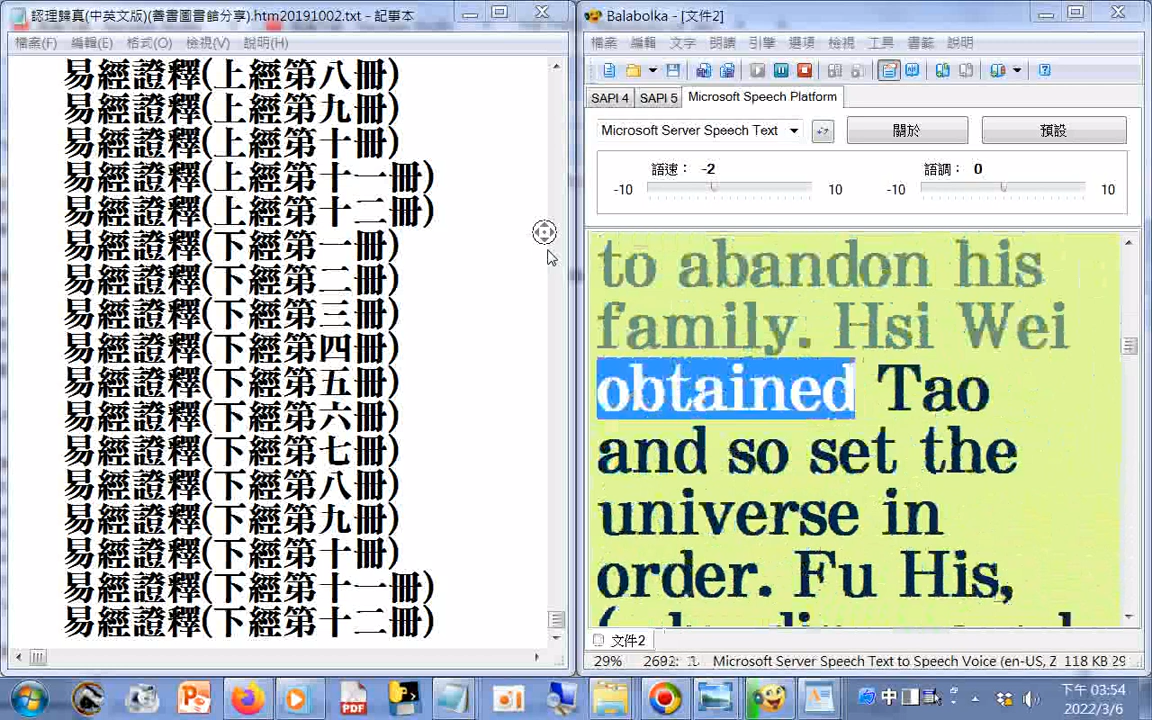 認理歸真(中英文版)(善書圖書館分享).htm20191002.txt - 記事本
檔案(F) 編輯(E) 格式(O) 檢視(V) 說明(H)
易經證釋(上經第八冊)
易經證釋(上經第九冊)
易經證釋(上經第十冊)
易經證釋(上經第十一冊)
易經證釋(上經第十二冊)
易經證釋(下經第一冊)
易經證釋(下經第二冊)
易經證釋(下經第三冊)
易經證釋(下經第四冊)
易經證釋(下經第五冊)
易經證釋(下經第六冊)
易經證釋(下經第七冊)
易經證釋(下經第八冊)
易經證釋(下經第九冊)
易經證釋(下經第十冊)
易經證釋(下經第十一冊)
易經證釋(下經第十二冊)
Balabolka - [文件2]
檔案 編輯 文字 朗讀 引擎 選項 檢視 工具 書籤 說明
SAPI 4 SAPI 5 Microsoft Speech Platform
Microsoft Server Speech Text 關於 預設
語速： -2 語調： 0
-10 10 -10 10
to abandon his
family. Hsi Wei
obtained Tao
and so set the
universe in
order. Fu His,
文件2
29% 2692: Microsoft Server Speech Text to Speech Voice (en-US, Z 118 KB 29
PDF
中
下午 03:54
2022/3/6